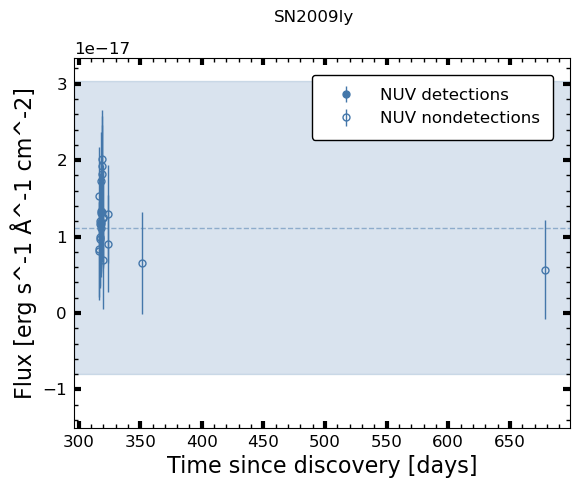 SN2009ly
1e−17
NUV detections
NUV nondetections
3
2
1
0
−1
Flux [erg s^-1 Å^-1 cm^-2]
300 350 400 450 500 550 600 650
Time since discovery [days]